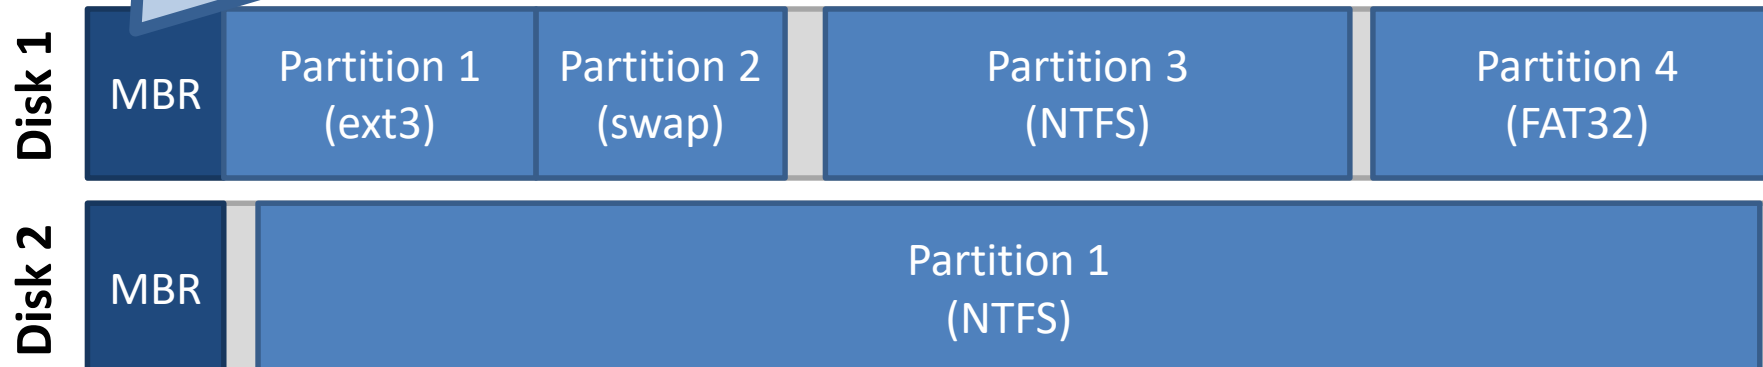 Disk 1
MBR
Partition 1
(ext3)
Partition 2
(swap)
Partition 3
(NTFS)
Partition 4
(FAT32)
Disk 2
MBR
Partition 1
(NTFS)